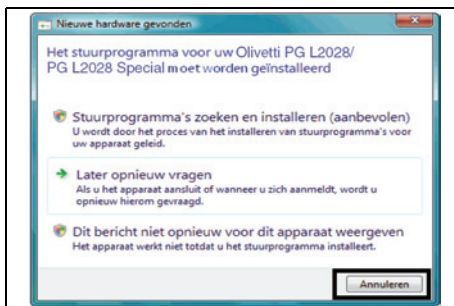 Nieuwe hardware gevonden
Het stuurprogramma voor uw Olivetti PG L2028/
PG L2028 Special moet worden geïnstalleerd
Stuurprogramma's zoeken en installeren (aanbevolen)
U wordt door het proces van het installeren van stuurprogramma's voor
uw apparaat geleid.
Later opnieuw vragen
Als u het apparaat aansluit of wanneer u zich aanmeldt, wordt u
opnieuw hierom gevraagd.
Dit bericht niet opnieuw voor dit apparaat weergeven
Het apparaat werkt niet totdat u het stuurprogramma installeert.
Annuleren